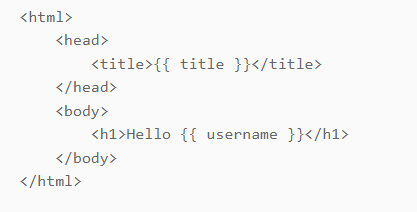 <html>
    <head>
        <title>{{ title }}</title>
    </head>
    <body>
        <h1>Hello {{ username }}</h1>
    </body>
</html>